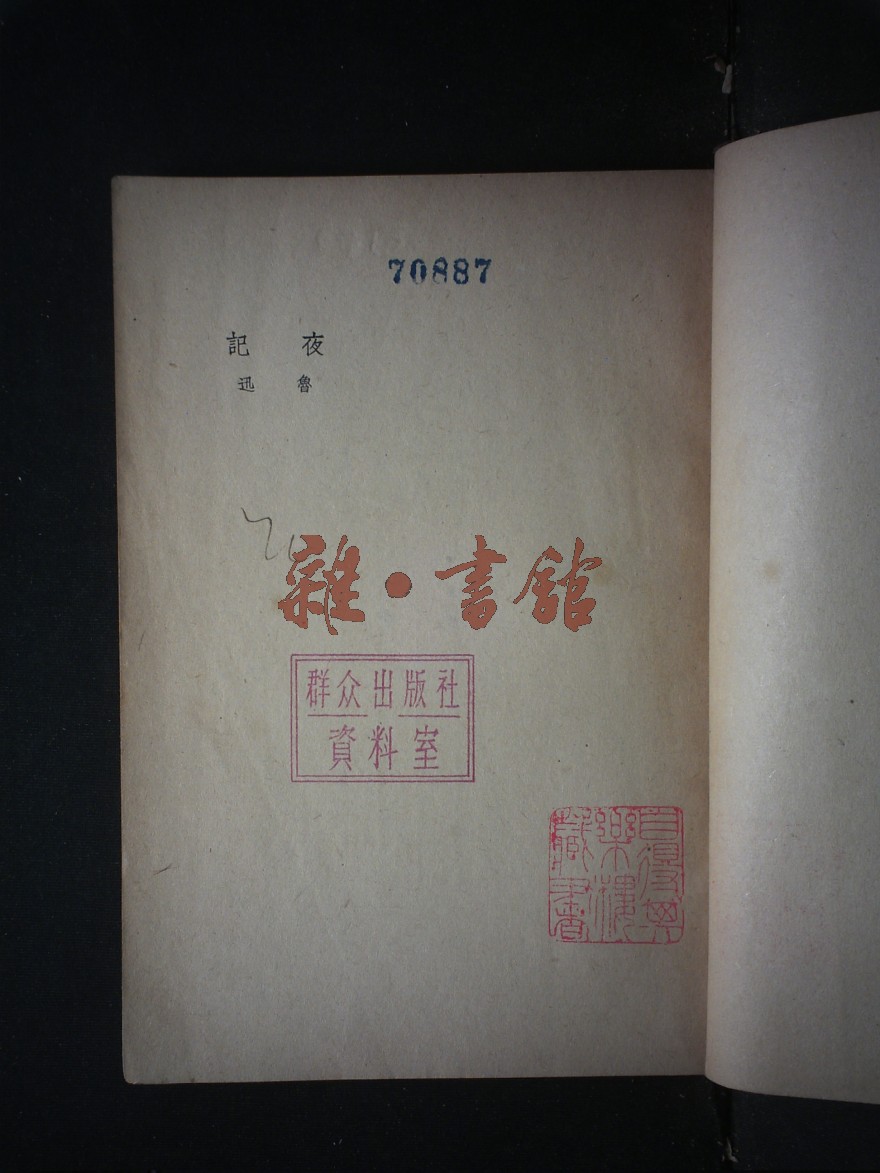 70887
夜記
魯迅
雜·書館
群众出版社
資料室